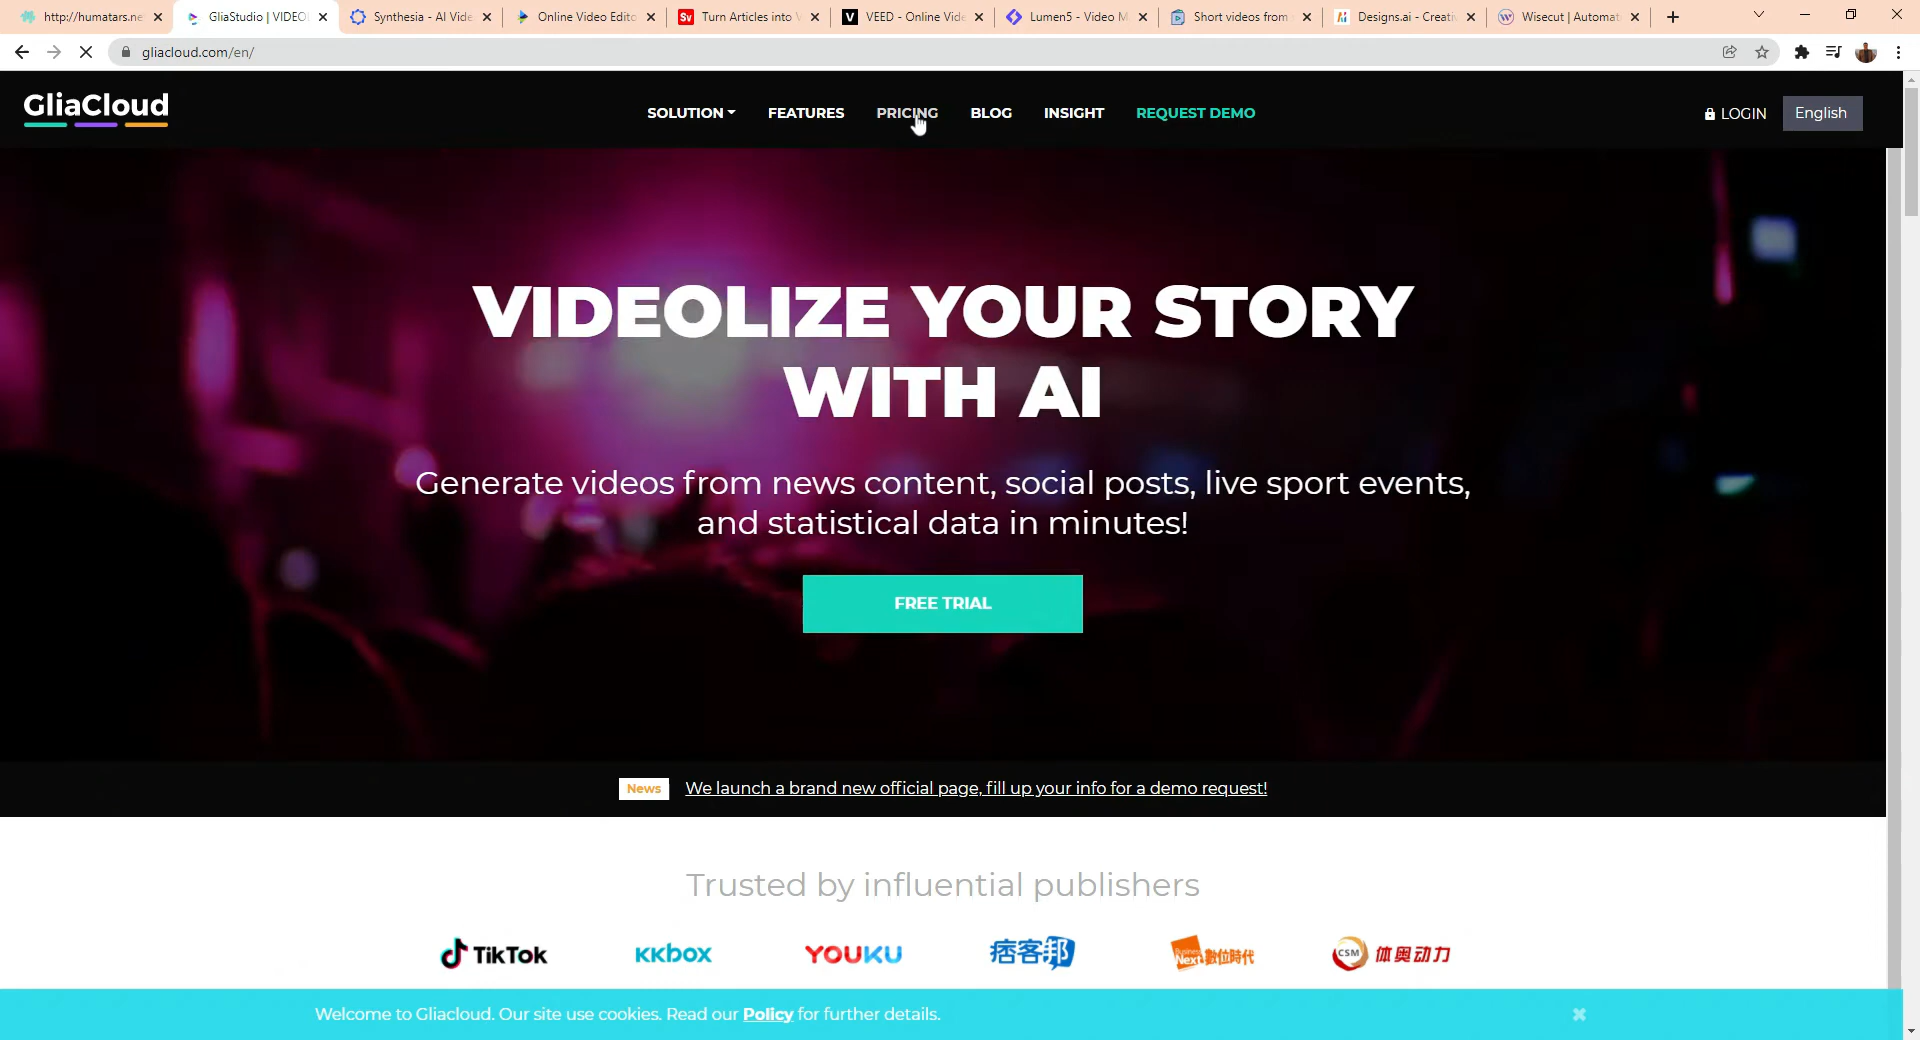 http://humatars.ne
GliaStudio | VIDEO
Synthesia - AI Vide
Online Video Edito
Sv
Turn Articles into V
V
VEED - Online Vide
Lumen5 - Video M
Short videos from
Designs.ai - Creativ
Wisecut | Automat
gliacloud.com/en/
GliaCloud
SOLUTION
FEATURES
PRICING
BLOG
INSIGHT
REQUEST DEMO
LOGIN
English
VIDEOLIZE YOUR STORY
WITH AI
Generate videos from news content, social posts, live sport events,
and statistical data in minutes!
FREE TRIAL
News We launch a brand new official page, fill up your info for a demo request!
Trusted by influential publishers
TikTok
KKBOX
YOUKU
痞客邦
Business Next 數位時代
CSM 体奥动力
Welcome to Gliacloud. Our site use cookies. Read our Policy for further details.